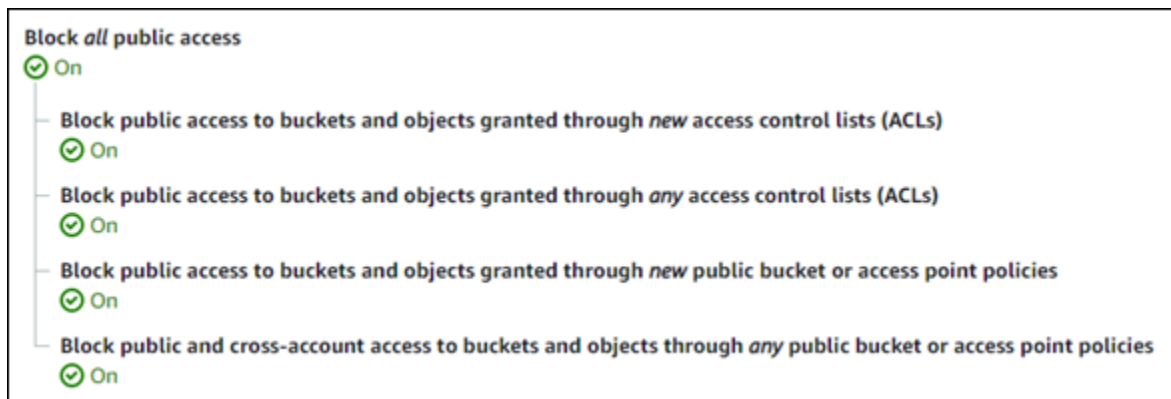 Block all public access
On
Block public access to buckets and objects granted through new access control lists (ACLs)
On
Block public access to buckets and objects granted through any access control lists (ACLs)
On
Block public access to buckets and objects granted through new public bucket or access point policies
On
Block public and cross-account access to buckets and objects through any public bucket or access point policies
On